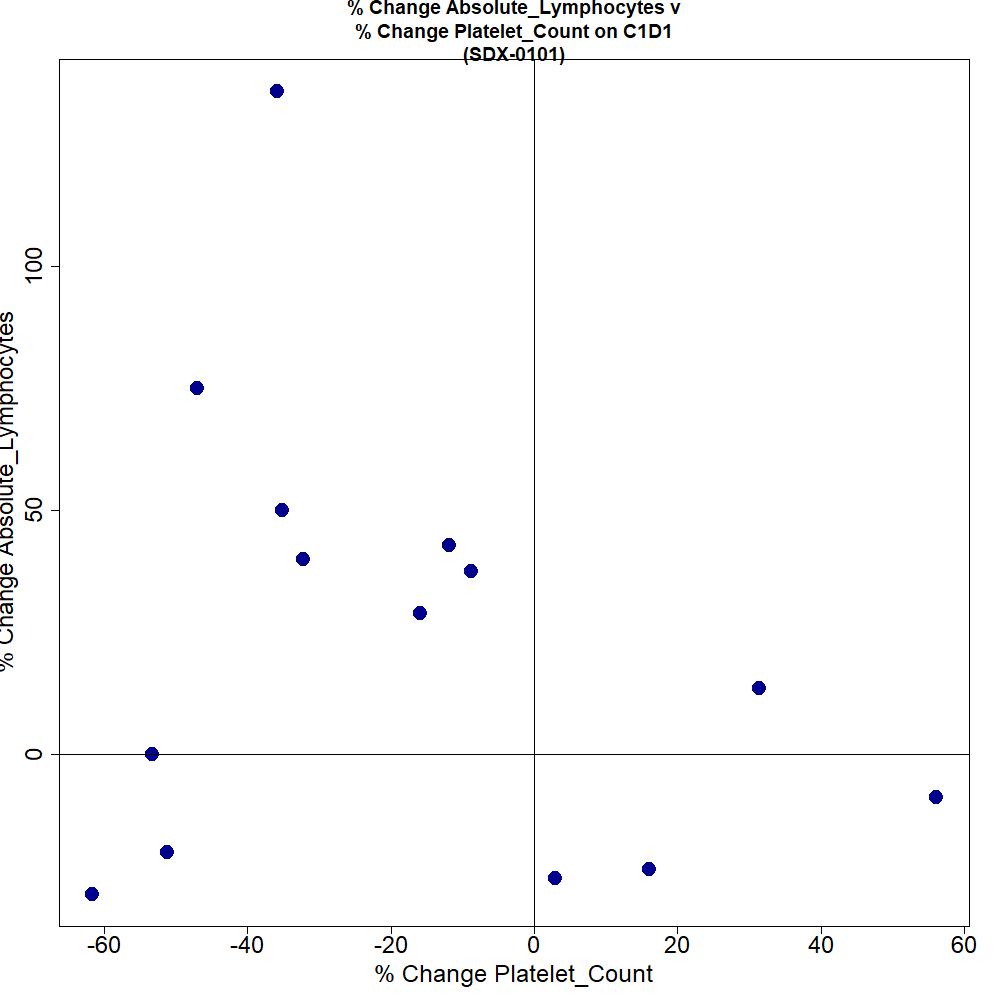 % Change Absolute_Lymphocytes v
% Change Platelet_Count on C1D1
(SDX-0101)
% Change Absolute_Lymphocytes
100
50
0
-60 -40 -20 0 20 40 60
% Change Platelet_Count